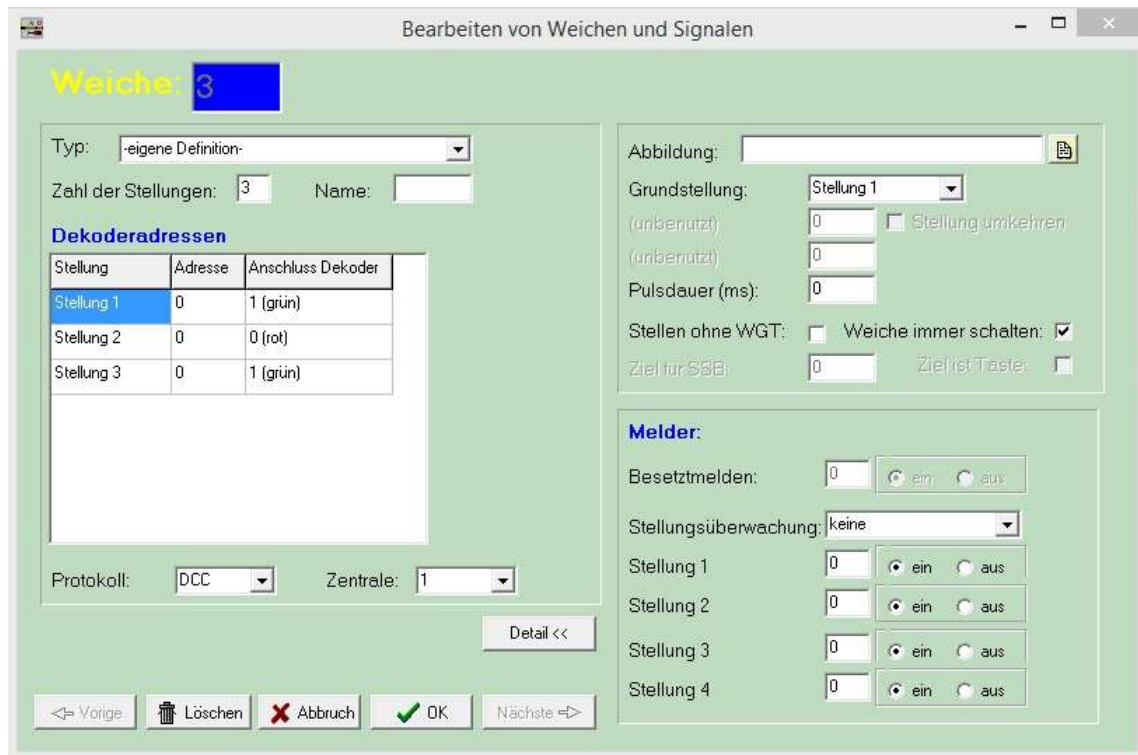 Bearbeiten von Weichen und Signalen
Weiche: 3
Typ: -eigene Definition-
Zahl der Stellungen: 3 Name:
Dekoderadressen
Stellung Adresse Anschluss Dekoder
Stellung 1 0 1 (grün)
Stellung 2 0 0 (rot)
Stellung 3 0 1 (grün)
Protokoll: DCC Zentrale: 1
Detail <<
Vorige Löschen Abbruch OK Nächste
Abbildung:
Grundstellung: Stellung 1
(unbenutzt) 0 Stellung umkehren
(unbenutzt) 0
Pulsdauer (ms): 0
Stellen ohne WGT: Weiche immer schalten:
Ziel für SSB: 0 Ziel ist Taste:
Melder:
Besetztmelden: 0 ein aus
Stellungsüberwachung: keine
Stellung 1 0 ein aus
Stellung 2 0 ein aus
Stellung 3 0 ein aus
Stellung 4 0 ein aus